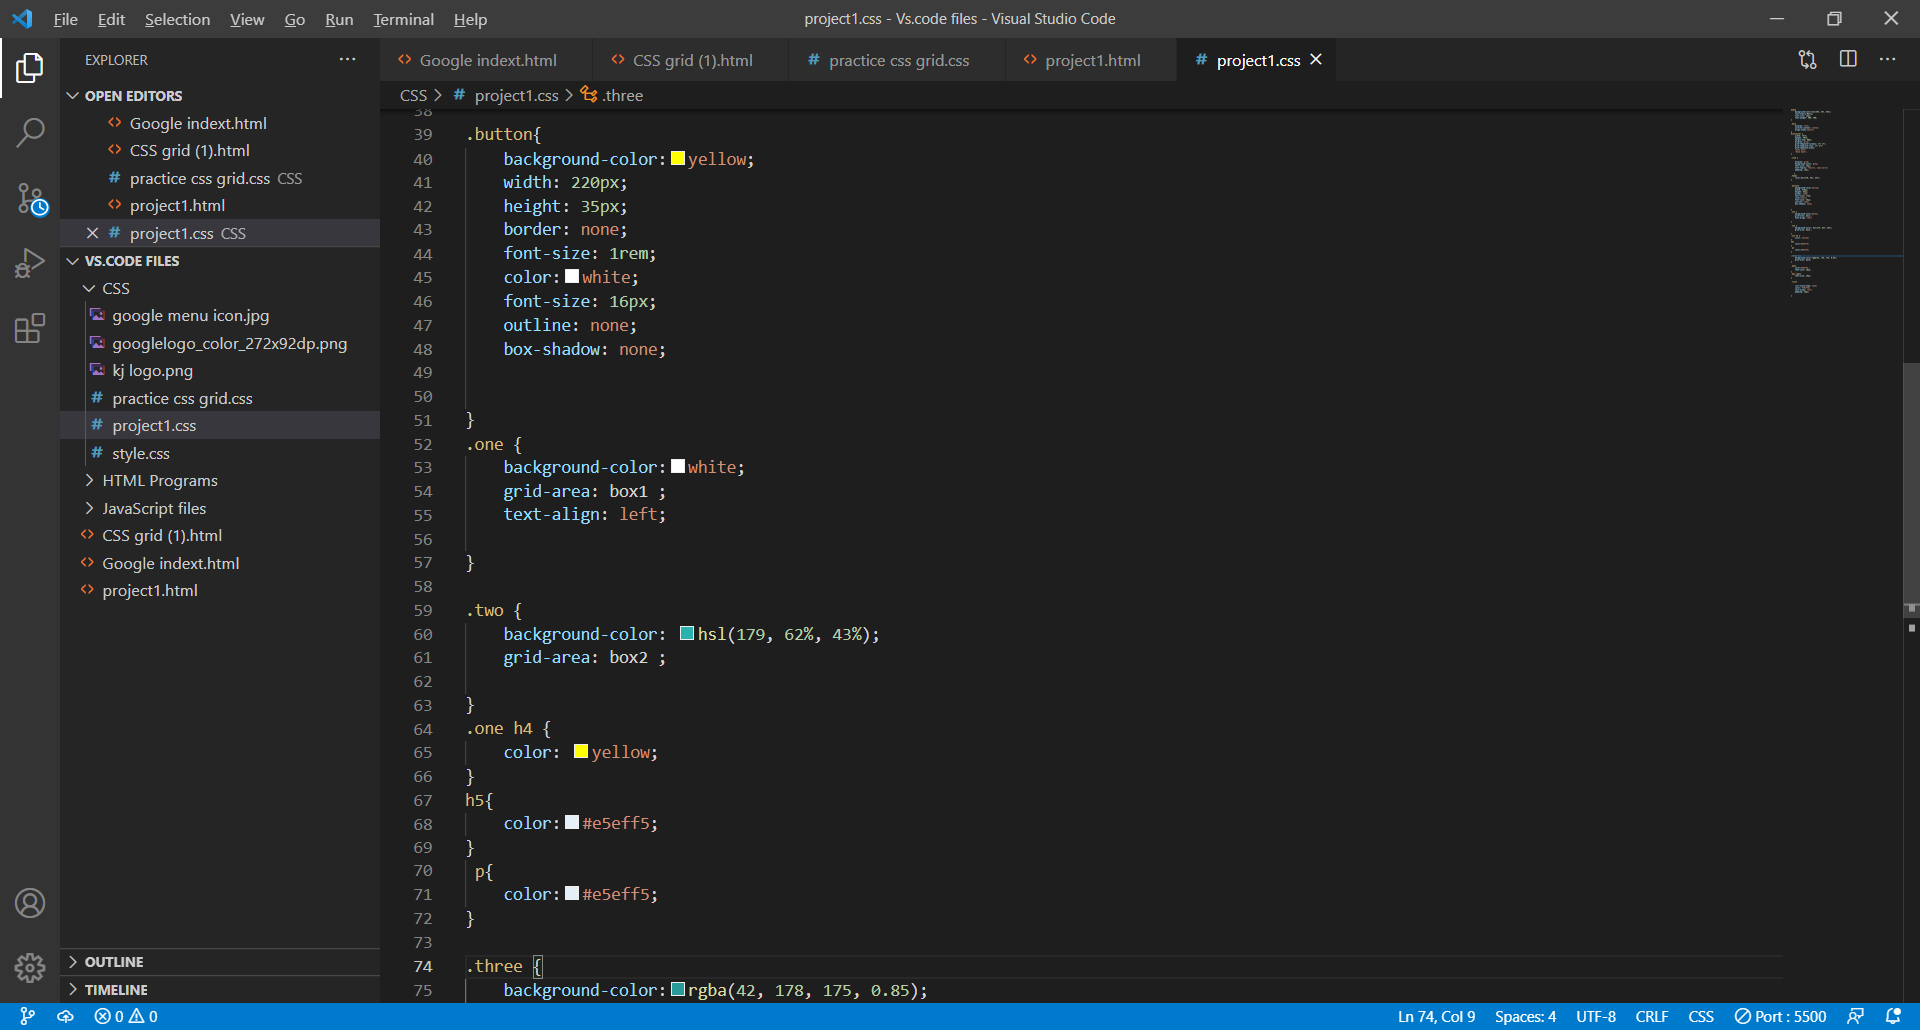 File Edit Selection View Go Run Terminal Help
project1.css - Vs.code files - Visual Studio Code
EXPLORER
OPEN EDITORS
Google indext.html
CSS grid (1).html
practice css grid.css CSS
project1.html
project1.css CSS
VS.CODE FILES
CSS
google menu icon.jpg
googlelogo_color_272x92dp.png
kj logo.png
practice css grid.css
project1.css
style.css
HTML Programs
JavaScript files
CSS grid (1).html
Google indext.html
project1.html
OUTLINE
TIMELINE
Google indext.html CSS grid (1).html practice css grid.css project1.html project1.css
CSS > # project1.css > .three
38
39 .button{
40 background-color: yellow;
41 width: 220px;
42 height: 35px;
43 border: none;
44 font-size: 1rem;
45 color: white;
46 font-size: 16px;
47 outline: none;
48 box-shadow: none;
49
50
51 }
52 .one {
53 background-color: white;
54 grid-area: box1 ;
55 text-align: left;
56
57 }
58
59 .two {
60 background-color: hsl(179, 62%, 43%);
61 grid-area: box2 ;
62
63 }
64 .one h4 {
65 color: yellow;
66 }
67 h5{
68 color: #e5eff5;
69 }
70 p{
71 color: #e5eff5;
72 }
73
74 .three {
75 background-color: rgba(42, 178, 175, 0.85);
0 0
Ln 74, Col 9 Spaces: 4 UTF-8 CRLF CSS Port : 5500